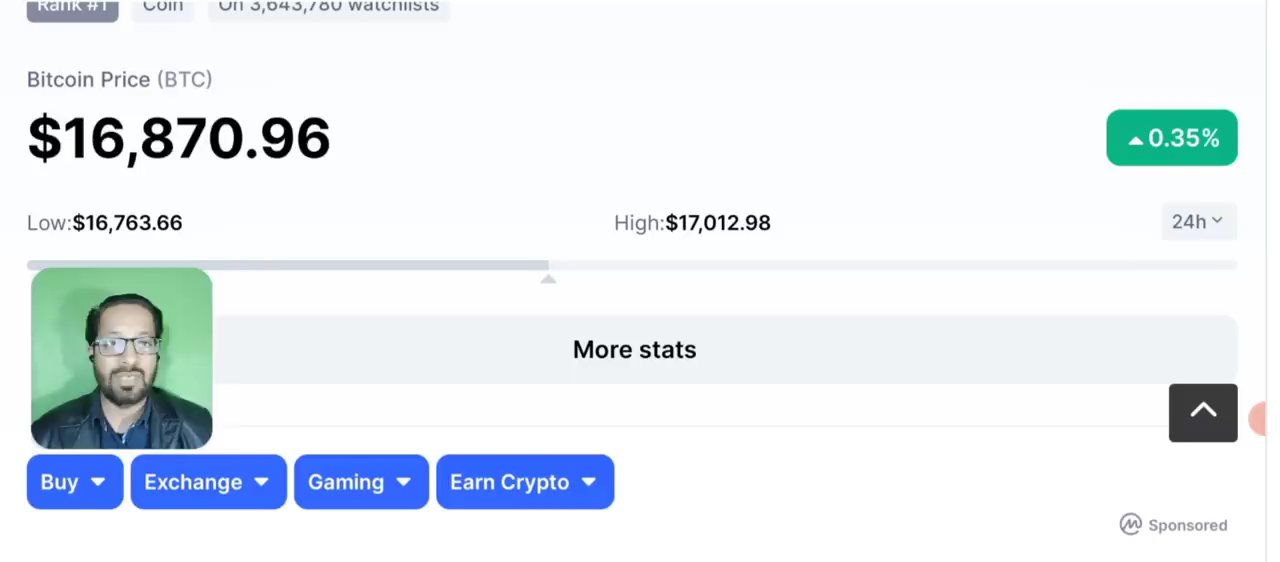 Rank #1 Coin On 3,643,780 watchlists
Bitcoin Price (BTC)
$16,870.96
0.35%
Low:$16,763.66 High:$17,012.98 24h
More stats
Buy Exchange Gaming Earn Crypto
Sponsored